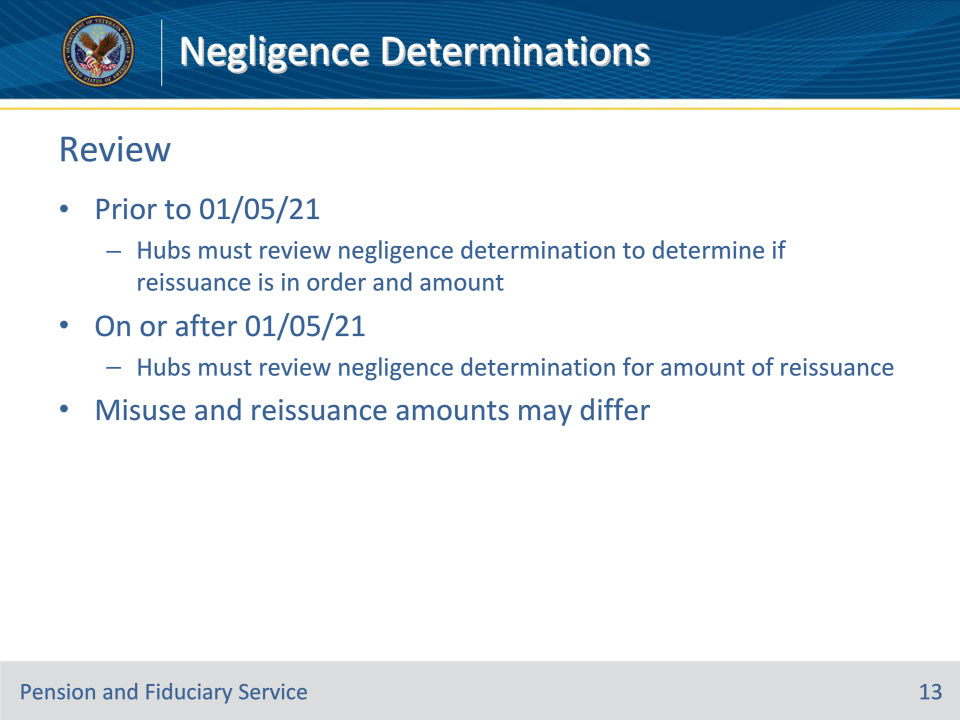 Negligence Determinations
Review
• Prior to 01/05/21
– Hubs must review negligence determination to determine if
reissuance is in order and amount
• On or after 01/05/21
– Hubs must review negligence determination for amount of reissuance
• Misuse and reissuance amounts may differ
Pension and Fiduciary Service
13